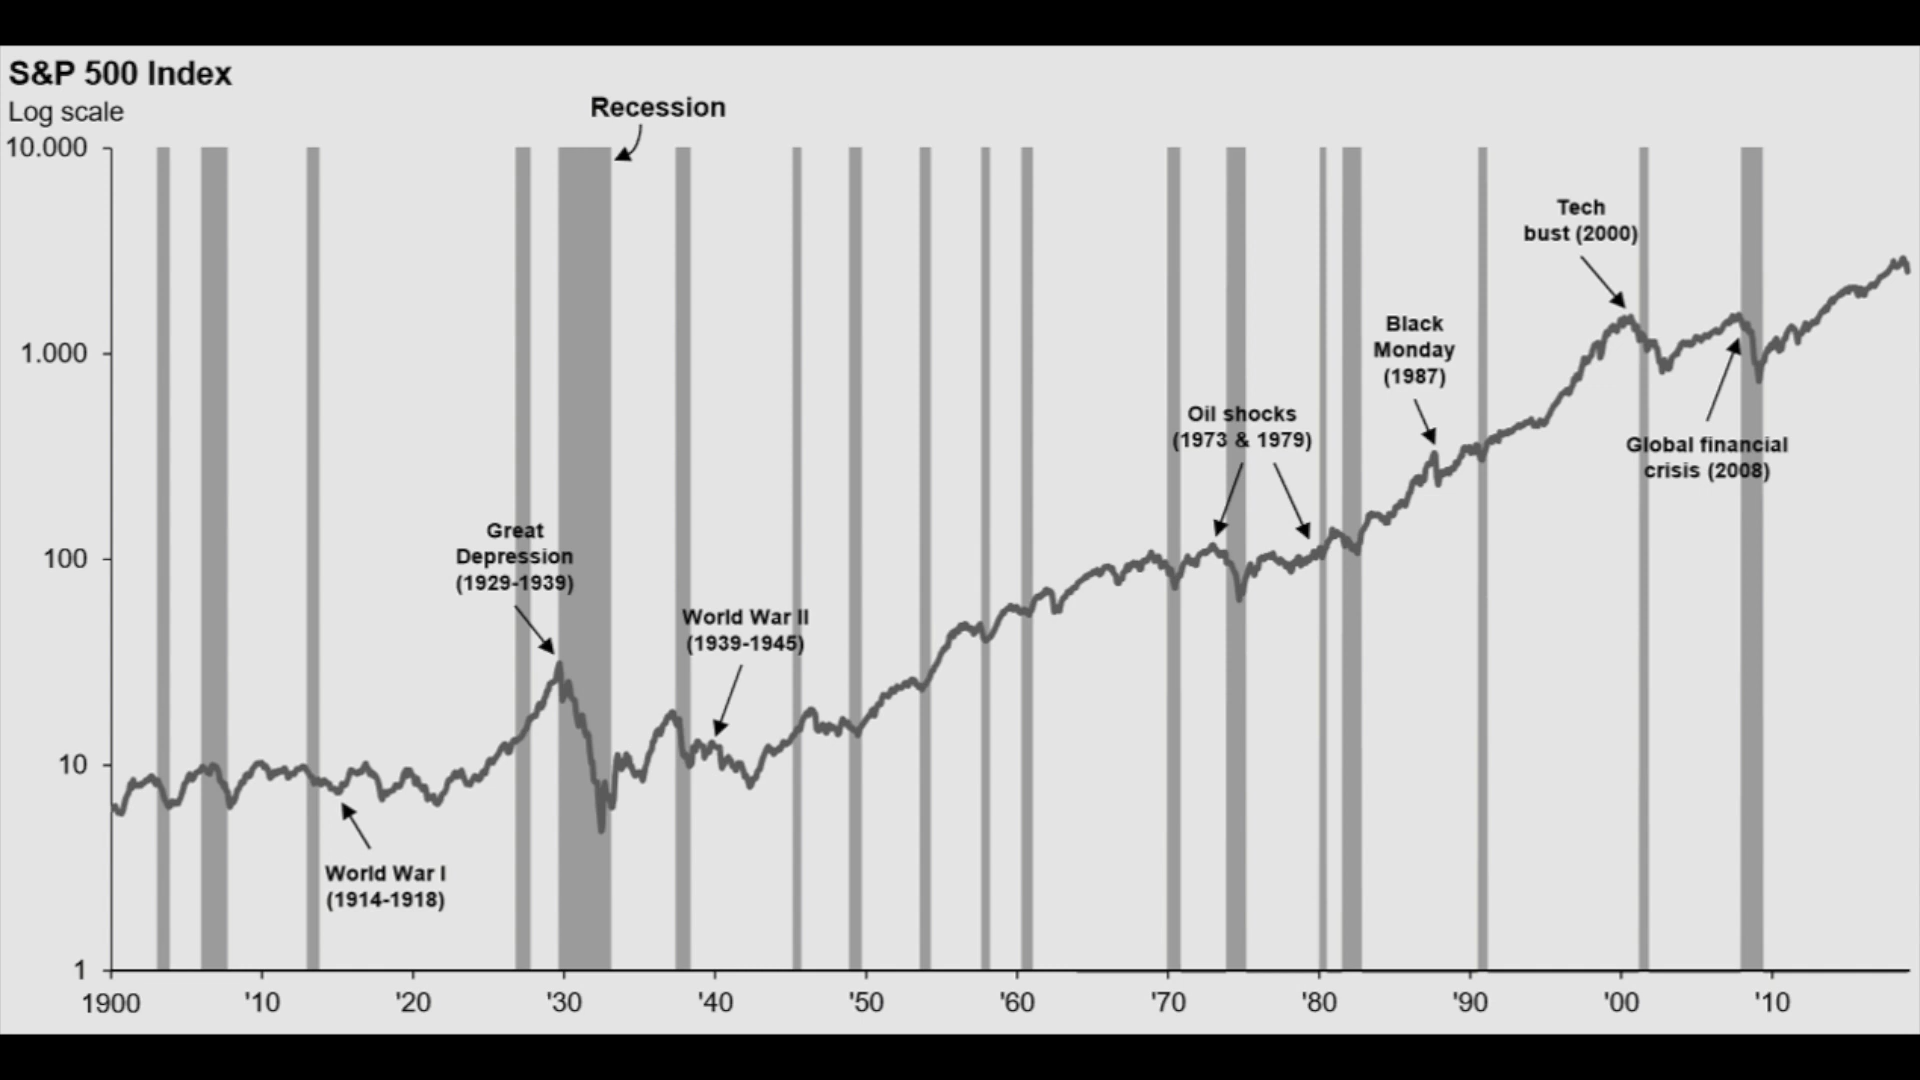 S&P 500 Index
Log scale
Recession
10.000
1.000
100
10
1
Tech
bust (2000)
Black
Monday
(1987)
Oil shocks
(1973 & 1979)
Global financial
crisis (2008)
Great
Depression
(1929-1939)
World War II
(1939-1945)
World War I
(1914-1918)
1900 '10 '20 '30 '40 '50 '60 '70 '80 '90 '00 '10